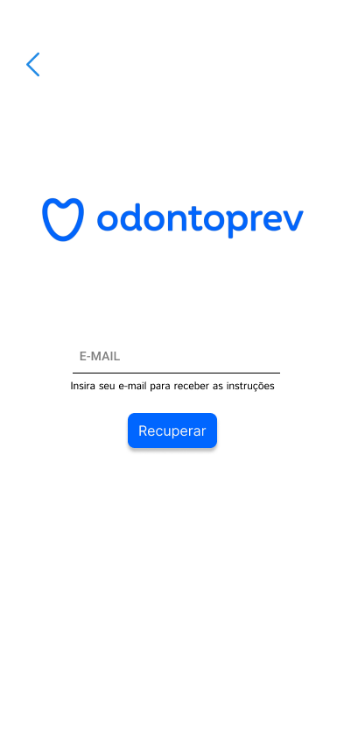 odontoprev
E-MAIL
Insira seu e-mail para receber as instruções
Recuperar